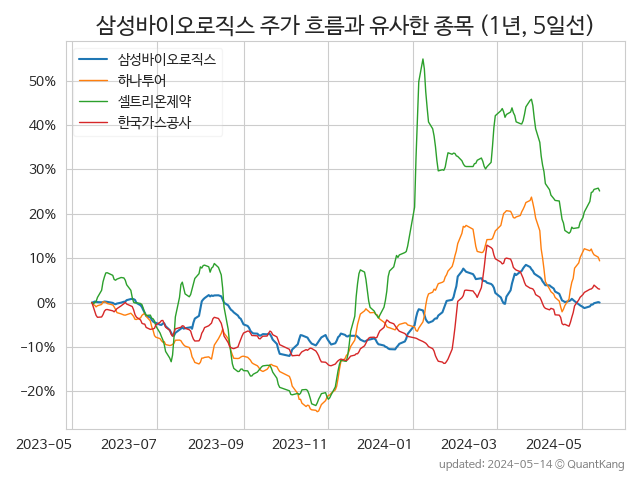 삼성바이오로직스 주가 흐름과 유사한 종목 (1년, 5일선)
삼성바이오로직스
하나투어
셀트리온제약
한국가스공사
50%
40%
30%
20%
10%
0%
−10%
−20%
2023-05 2023-07 2023-09 2023-11 2024-01 2024-03 2024-05
updated: 2024-05-14 ⓒ QuantKang